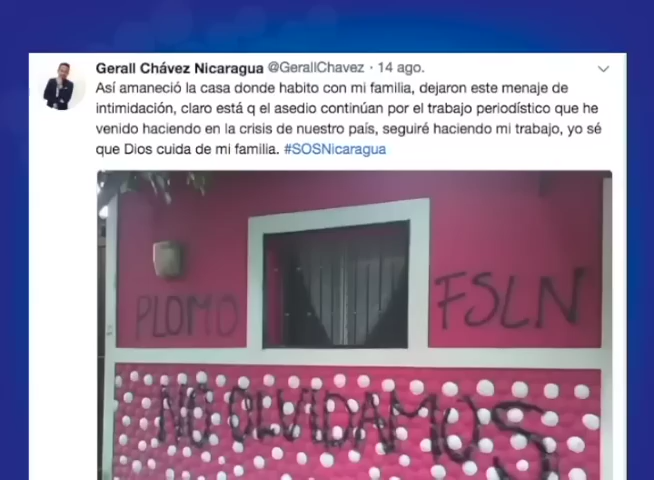 Gerall Chávez Nicaragua @GerallChavez · 14 ago.
Así amaneció la casa donde habito con mi familia, dejaron este menaje de
intimidación, claro está q el asedio continúan por el trabajo periodístico que he
venido haciendo en la crisis de nuestro país, seguiré haciendo mi trabajo, yo sé
que Dios cuida de mi familia. #SOSNicaragua
PLOMO FSLN
NO OLVIDAMOS